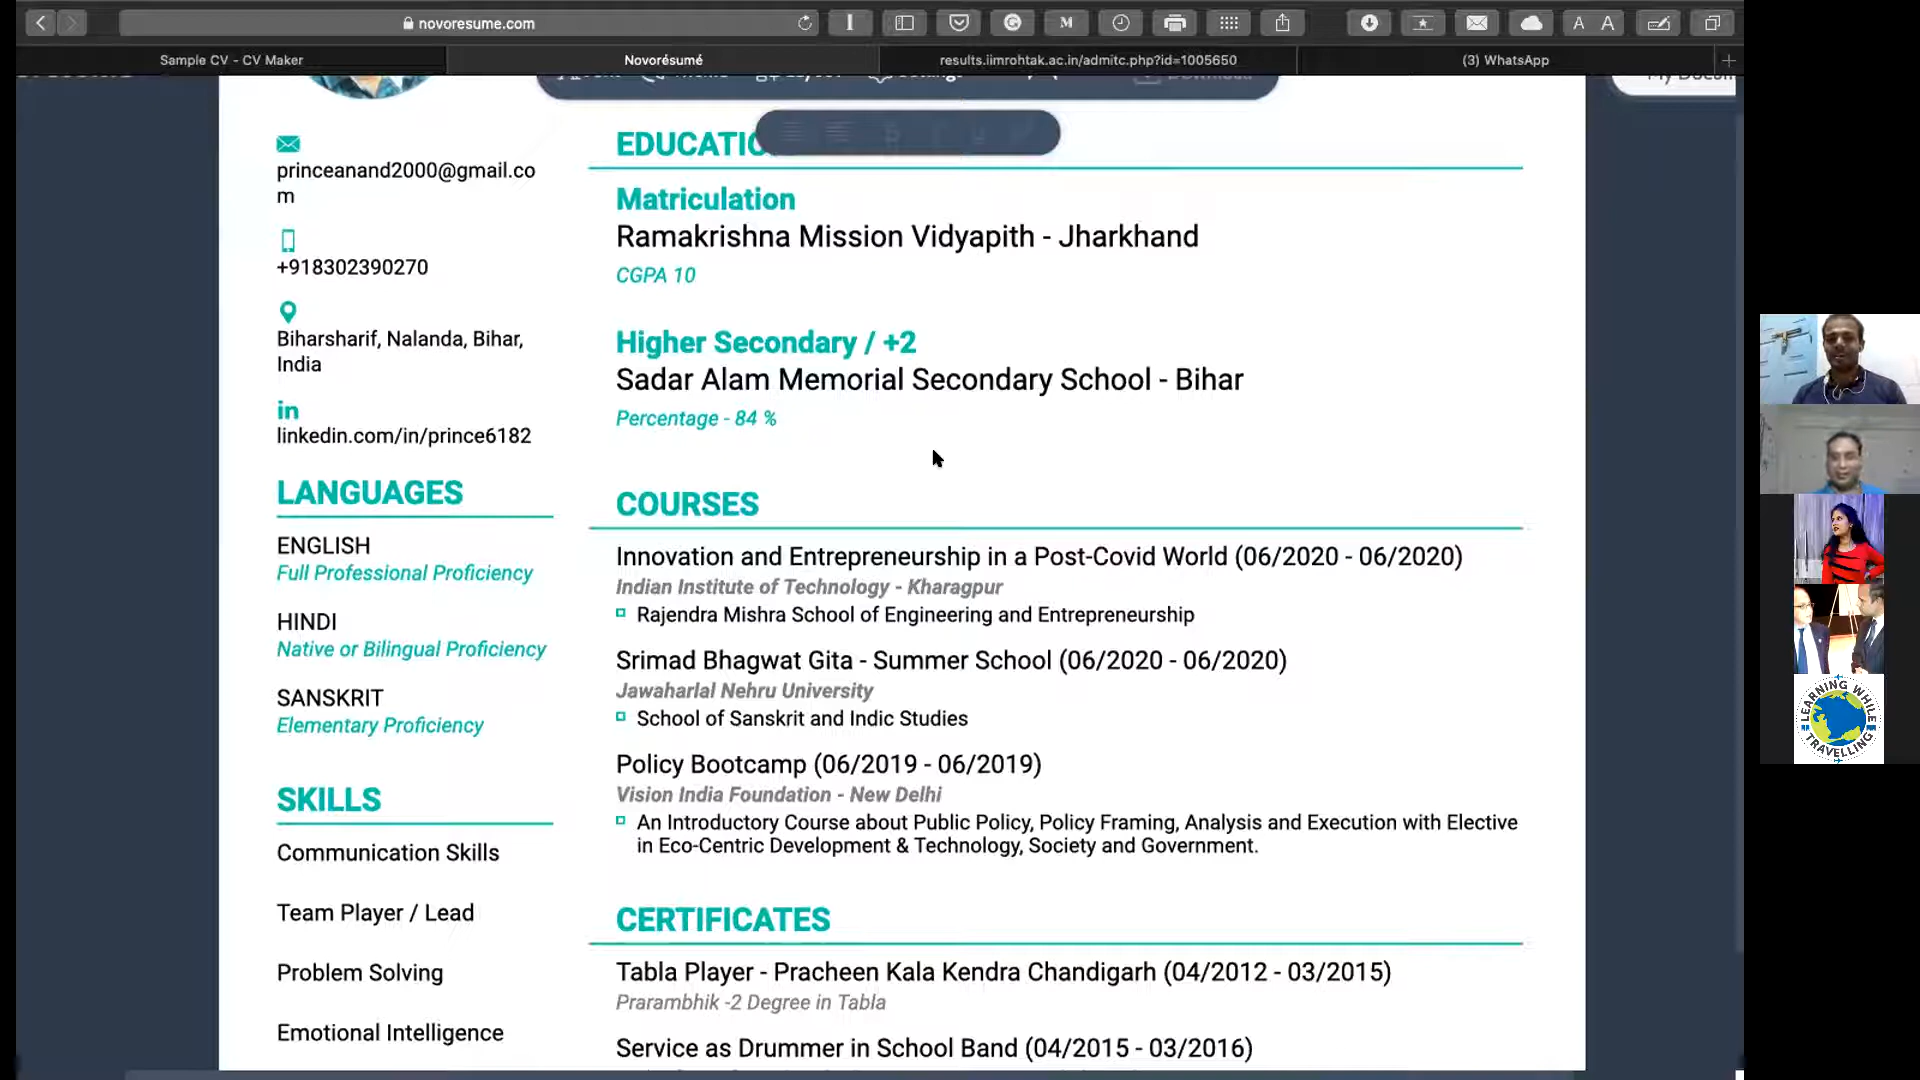 novoresume.com
M
A A
Sample CV - CV Maker
Novorésumé
results.iimrohtak.ac.in/admitc.php?id=1005650
(3) WhatsApp
princeanand2000@gmail.co
m
+918302390270
Biharsharif, Nalanda, Bihar,
India
in
linkedin.com/in/prince6182
LANGUAGES
ENGLISH
Full Professional Proficiency
HINDI
Native or Bilingual Proficiency
SANSKRIT
Elementary Proficiency
SKILLS
Communication Skills
Team Player / Lead
Problem Solving
Emotional Intelligence
Matriculation
Ramakrishna Mission Vidyapith - Jharkhand
CGPA 10
Higher Secondary / +2
Sadar Alam Memorial Secondary School - Bihar
Percentage - 84 %
COURSES
Innovation and Entrepreneurship in a Post-Covid World (06/2020 - 06/2020)
Indian Institute of Technology - Kharagpur
Rajendra Mishra School of Engineering and Entrepreneurship
Srimad Bhagwat Gita - Summer School (06/2020 - 06/2020)
Jawaharlal Nehru University
School of Sanskrit and Indic Studies
Policy Bootcamp (06/2019 - 06/2019)
Vision India Foundation - New Delhi
An Introductory Course about Public Policy, Policy Framing, Analysis and Execution with Elective
in Eco-Centric Development & Technology, Society and Government.
CERTIFICATES
Tabla Player - Pracheen Kala Kendra Chandigarh (04/2012 - 03/2015)
Prarambhik -2 Degree in Tabla
Service as Drummer in School Band (04/2015 - 03/2016)
LEARNING WHILE
TRAVELLING